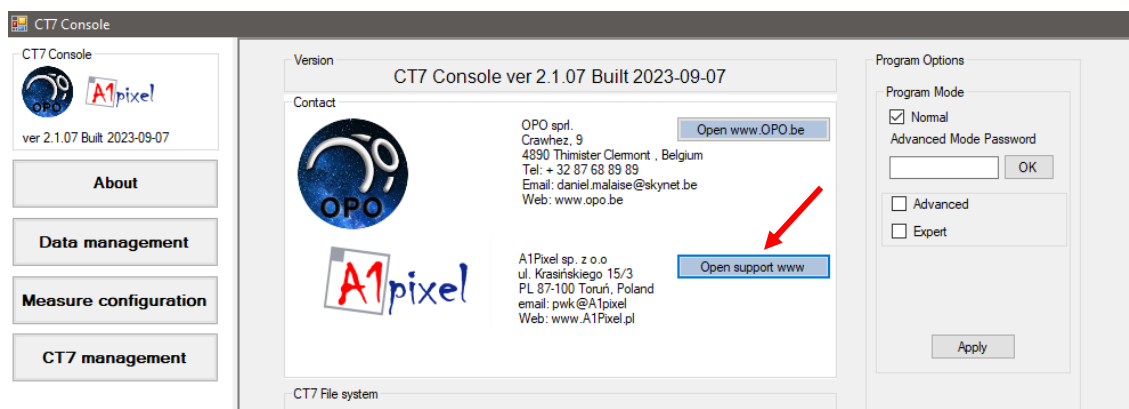 CT7 Console
CT7 Console
OPO
A1pixel
ver 2.1.07 Built 2023-09-07
About
Data management
Measure configuration
CT7 management
Version
CT7 Console ver 2.1.07 Built 2023-09-07
Contact
OPO
OPO sprl.
Crawhez, 9
4890 Thimister Clermont , Belgium
Tel: + 32 87 68 89 89
Email: daniel.malaise@skynet.be
Web: www.opo.be
Open www.OPO.be
A1pixel
A1Pixel sp. z o.o
ul. Krasińskiego 15/3
PL 87-100 Toruń, Poland
email: pwk@A1pixel
Web: www.A1Pixel.pl
Open support www
CT7 File system
Program Options
Program Mode
Normal
Advanced Mode Password
OK
Advanced
Expert
Apply